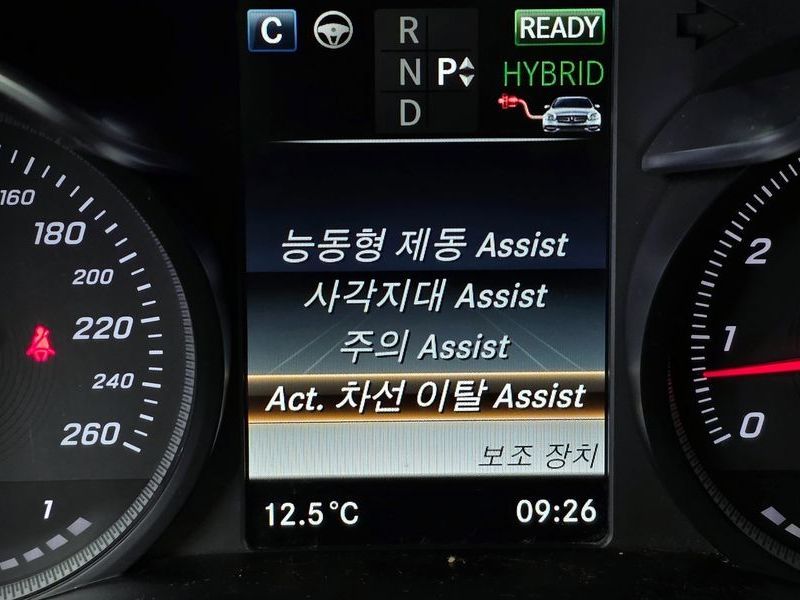 C
R
READY
N P
HYBRID
D
160
180
200
220
240
260
1
능동형 제동 Assist
사각지대 Assist
주의 Assist
Act. 차선 이탈 Assist
보조 장치
12.5°C
09:26
2
1
0